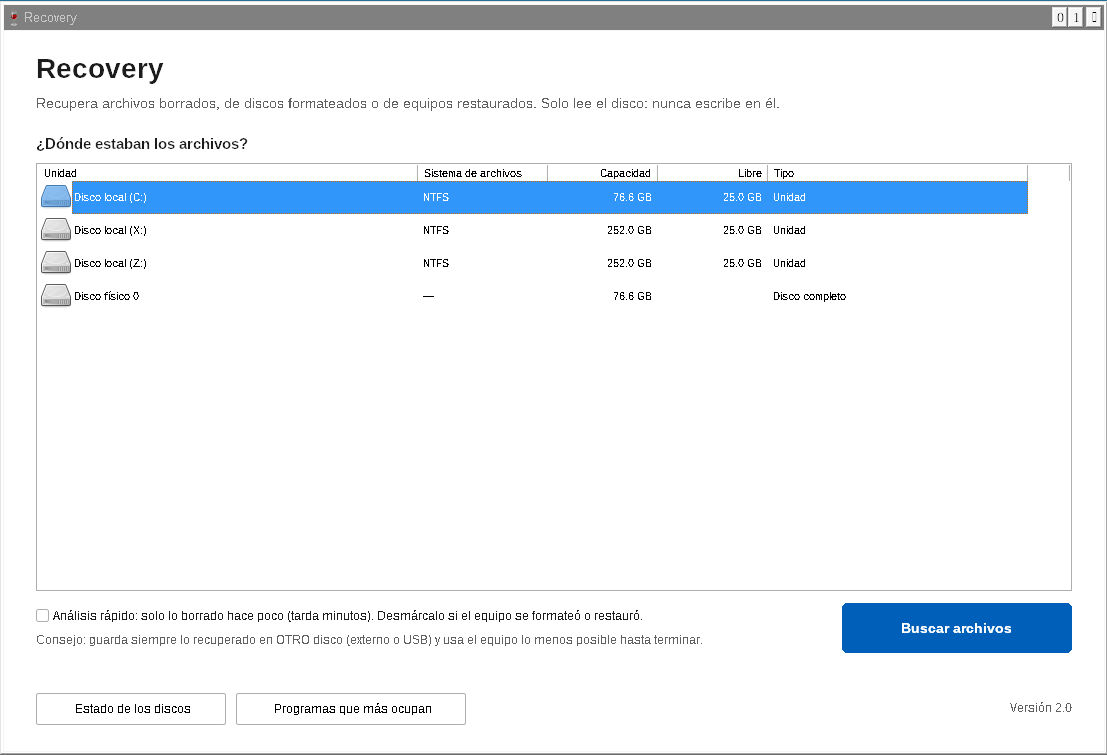 Recovery
0 1
Recovery
Recupera archivos borrados, de discos formateados o de equipos restaurados. Solo lee el disco: nunca escribe en él.
¿Dónde estaban los archivos?
Unidad Sistema de archivos Capacidad Libre Tipo
Disco local (C:) NTFS 76.6 GB 25.0 GB Unidad
Disco local (X:) NTFS 252.0 GB 25.0 GB Unidad
Disco local (Z:) NTFS 252.0 GB 25.0 GB Unidad
Disco físico 0 — 76.6 GB Disco completo
Análisis rápido: solo lo borrado hace poco (tarda minutos). Desmárcalo si el equipo se formateó o restauró.
Consejo: guarda siempre lo recuperado en OTRO disco (externo o USB) y usa el equipo lo menos posible hasta terminar.
Buscar archivos
Estado de los discos
Programas que más ocupan
Versión 2.0